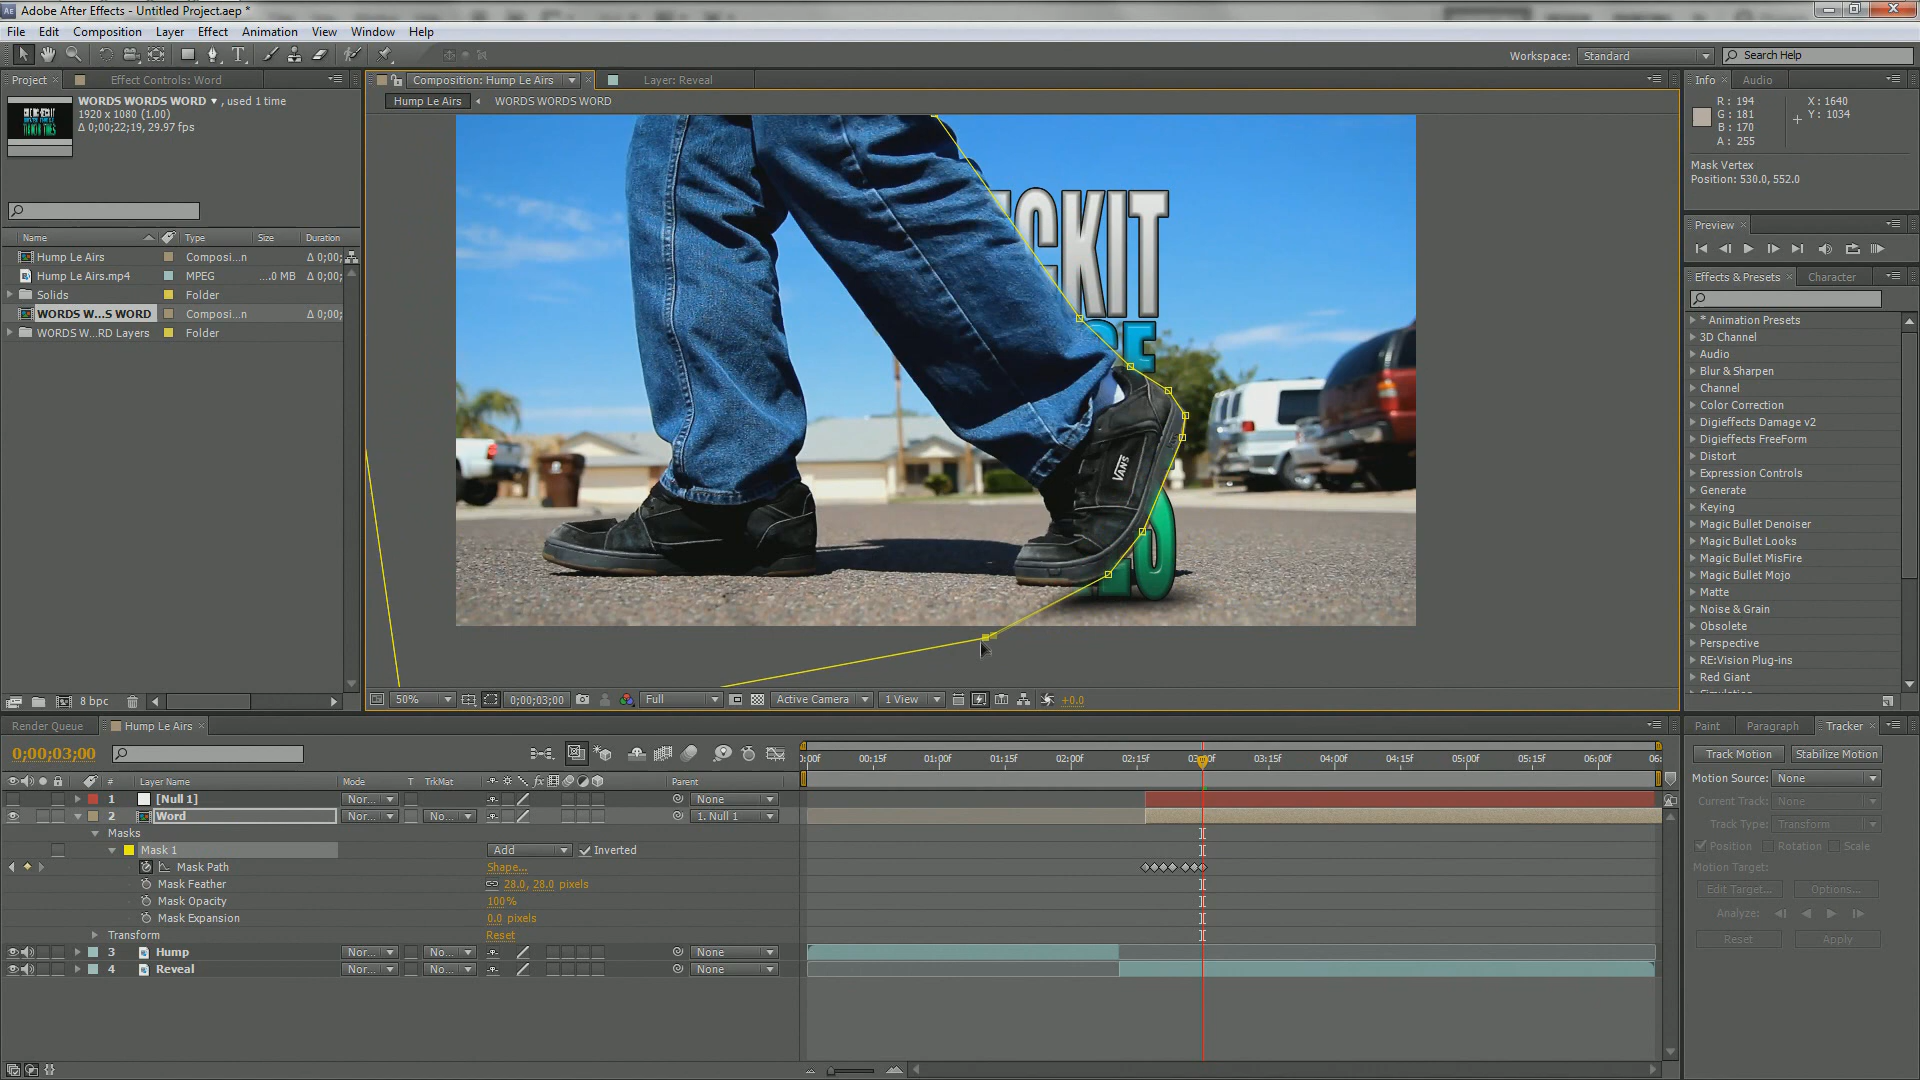 Adobe After Effects - Untitled Project.aep *
File Edit Composition Layer Effect Animation View Window Help
Workspace: Standard Search Help
Project Effect Controls: Word
Composition: Hump Le Airs Layer: Reveal
Hump Le Airs WORDS WORDS WORD
WORDS WORDS WORD , used 1 time
1920 x 1080 (1.00)
Δ 0;00;22;19, 29.97 fps
Name Type Size Duration
Hump Le Airs Composi...n Δ 0;00;
Hump Le Airs.mp4 MPEG ....0 MB Δ 0;00;
Solids Folder
WORDS W...S WORD Composi...n Δ 0;00;
WORDS W...RD Layers Folder
8 bpc
CKIT
VANS
50% 0;00;03;00 Full Active Camera 1 View +0.0
Info Audio
R : 194 X : 1640
G : 181 Y : 1034
B : 170
A : 255
Mask Vertex
Position: 530.0, 552.0
Preview
Effects & Presets Character
* Animation Presets
3D Channel
Audio
Blur & Sharpen
Channel
Color Correction
Digieffects Damage v2
Digieffects FreeForm
Distort
Expression Controls
Generate
Keying
Magic Bullet Denoiser
Magic Bullet Looks
Magic Bullet MisFire
Magic Bullet Mojo
Matte
Noise & Grain
Obsolete
Perspective
RE:Vision Plug-ins
Red Giant
Render Queue Hump Le Airs
0;00;03;00
:00f 00:15f 01:00f 01:15f 02:00f 02:15f 03:00f 03:15f 04:00f 04:15f 05:00f 05:15f 06:00f 06:
# Layer Name Mode T TrkMat fx Parent
1 [Null 1] Nor... None
2 Word Nor... No... 1. Null 1
Masks
Mask 1 Add Inverted
Mask Path Shape...
Mask Feather 28.0, 28.0 pixels
Mask Opacity 100%
Mask Expansion 0.0 pixels
Transform Reset
3 Hump Nor... No... None
4 Reveal Nor... No... None
Paint Paragraph Tracker
Track Motion Stabilize Motion
Motion Source: None
Current Track: None
Track Type: Transform
Position Rotation Scale
Motion Target:
Edit Target... Options...
Analyze:
Reset Apply